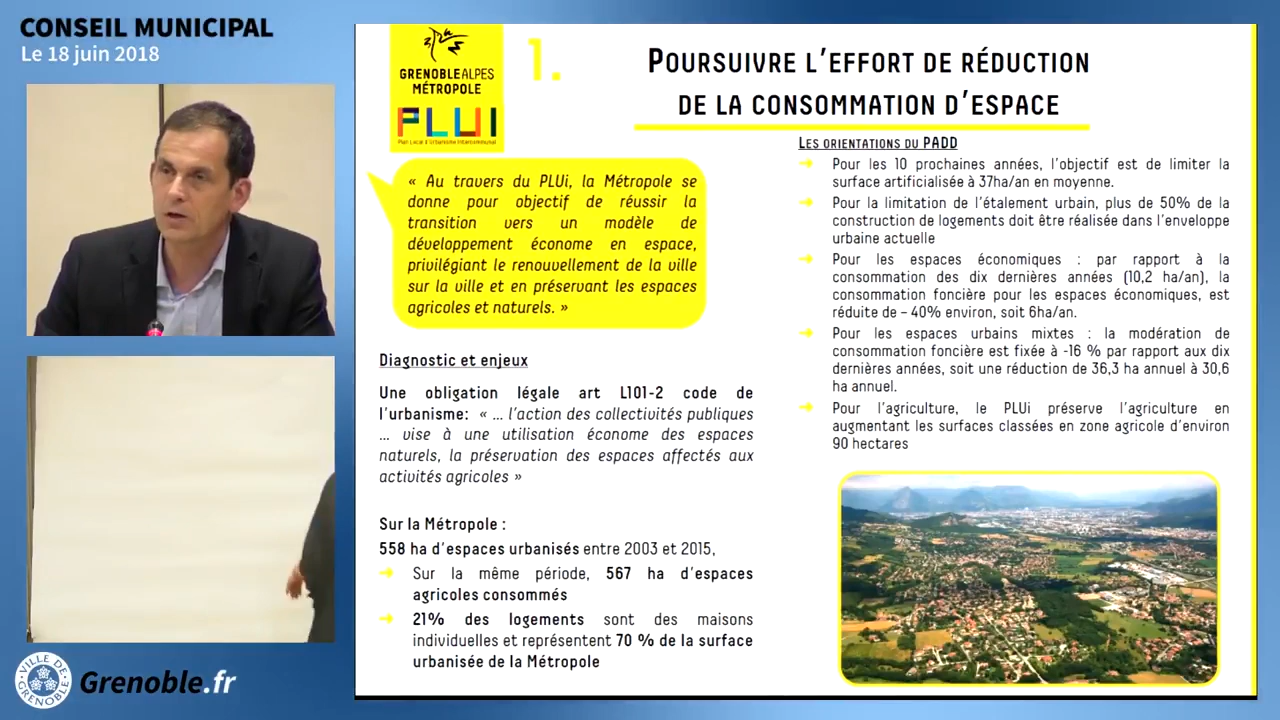 CONSEIL MUNICIPAL
Le 18 juin 2018
GRENOBLEALPES
MÉTROPOLE
PLUI
Plan Local d'Urbanisme Intercommunal
1.
POURSUIVRE L'EFFORT DE RÉDUCTION
DE LA CONSOMMATION D'ESPACE
« Au travers du PLUi, la Métropole se
donne pour objectif de réussir la
transition vers un modèle de
développement économe en espace,
privilégiant le renouvellement de la ville
sur la ville et en préservant les espaces
agricoles et naturels. »
Diagnostic et enjeux
Une obligation légale art L101-2 code de
l'urbanisme: « ... l'action des collectivités publiques
... vise à une utilisation économe des espaces
naturels, la préservation des espaces affectés aux
activités agricoles »
Sur la Métropole :
558 ha d'espaces urbanisés entre 2003 et 2015,
➔ Sur la même période, 567 ha d'espaces
agricoles consommés
➔ 21% des logements sont des maisons
individuelles et représentent 70 % de la surface
urbanisée de la Métropole
LES ORIENTATIONS DU PADD
➔ Pour les 10 prochaines années, l'objectif est de limiter la
surface artificialisée à 37ha/an en moyenne.
➔ Pour la limitation de l'étalement urbain, plus de 50% de la
construction de logements doit être réalisée dans l'enveloppe
urbaine actuelle
➔ Pour les espaces économiques : par rapport à la
consommation des dix dernières années (10,2 ha/an), la
consommation foncière pour les espaces économiques, est
réduite de – 40% environ, soit 6ha/an.
➔ Pour les espaces urbains mixtes : la modération de
consommation foncière est fixée à -16 % par rapport aux dix
dernières années, soit une réduction de 36,3 ha annuel à 30,6
ha annuel.
➔ Pour l'agriculture, le PLUi préserve l'agriculture en
augmentant les surfaces classées en zone agricole d'environ
90 hectares
VILLE DE
GRENOBLE
Grenoble.fr